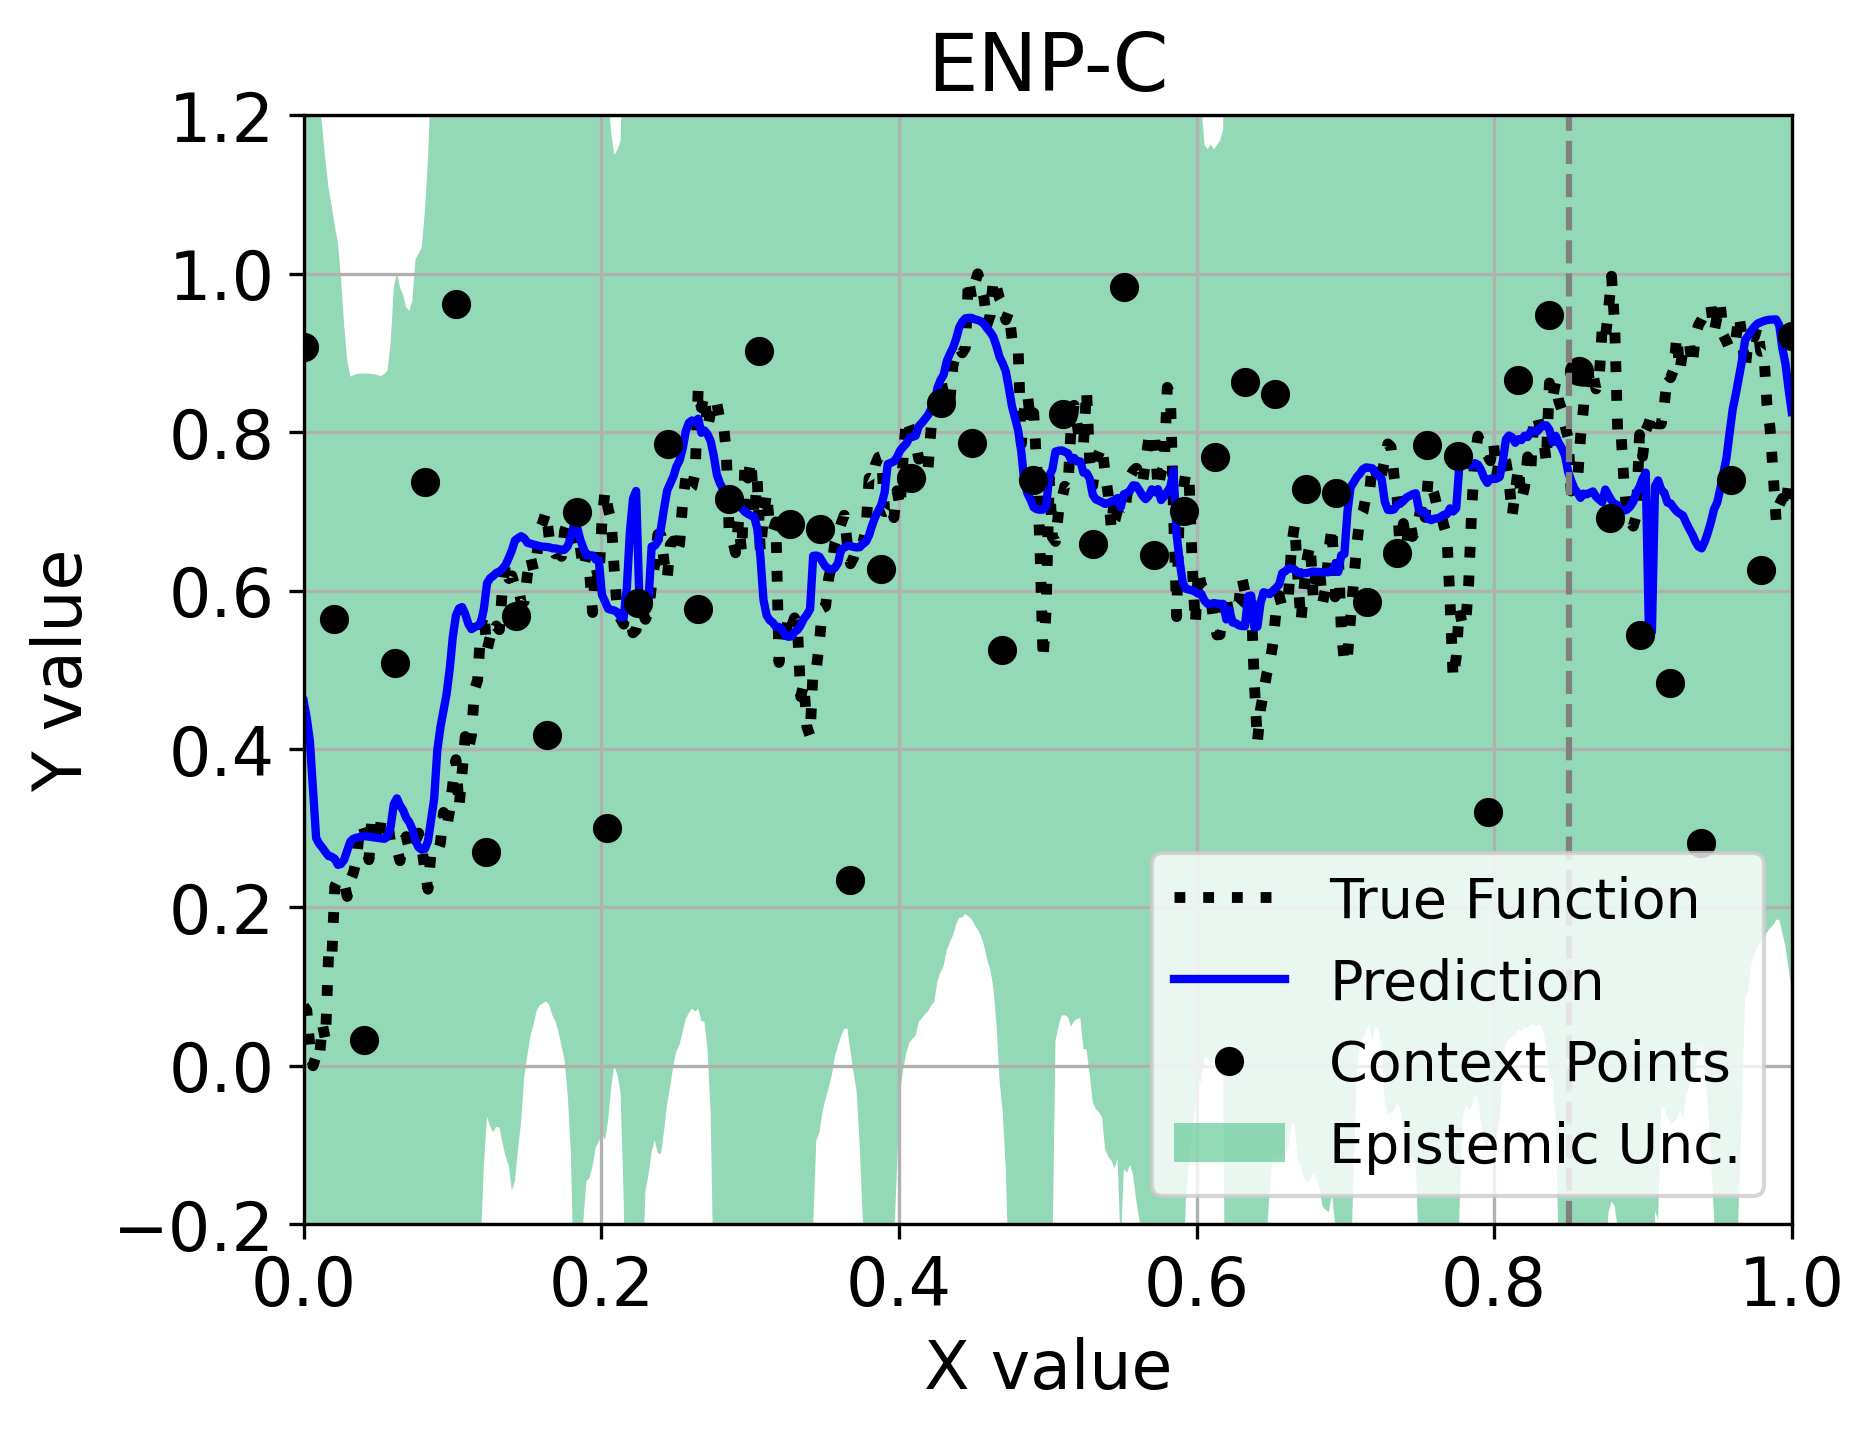 ENP-C
1.2
1.0
0.8
0.6
0.4
0.2
0.0
−0.2
Y value
True Function
Prediction
Context Points
Epistemic Unc.
0.0 0.2 0.4 0.6 0.8 1.0
X value